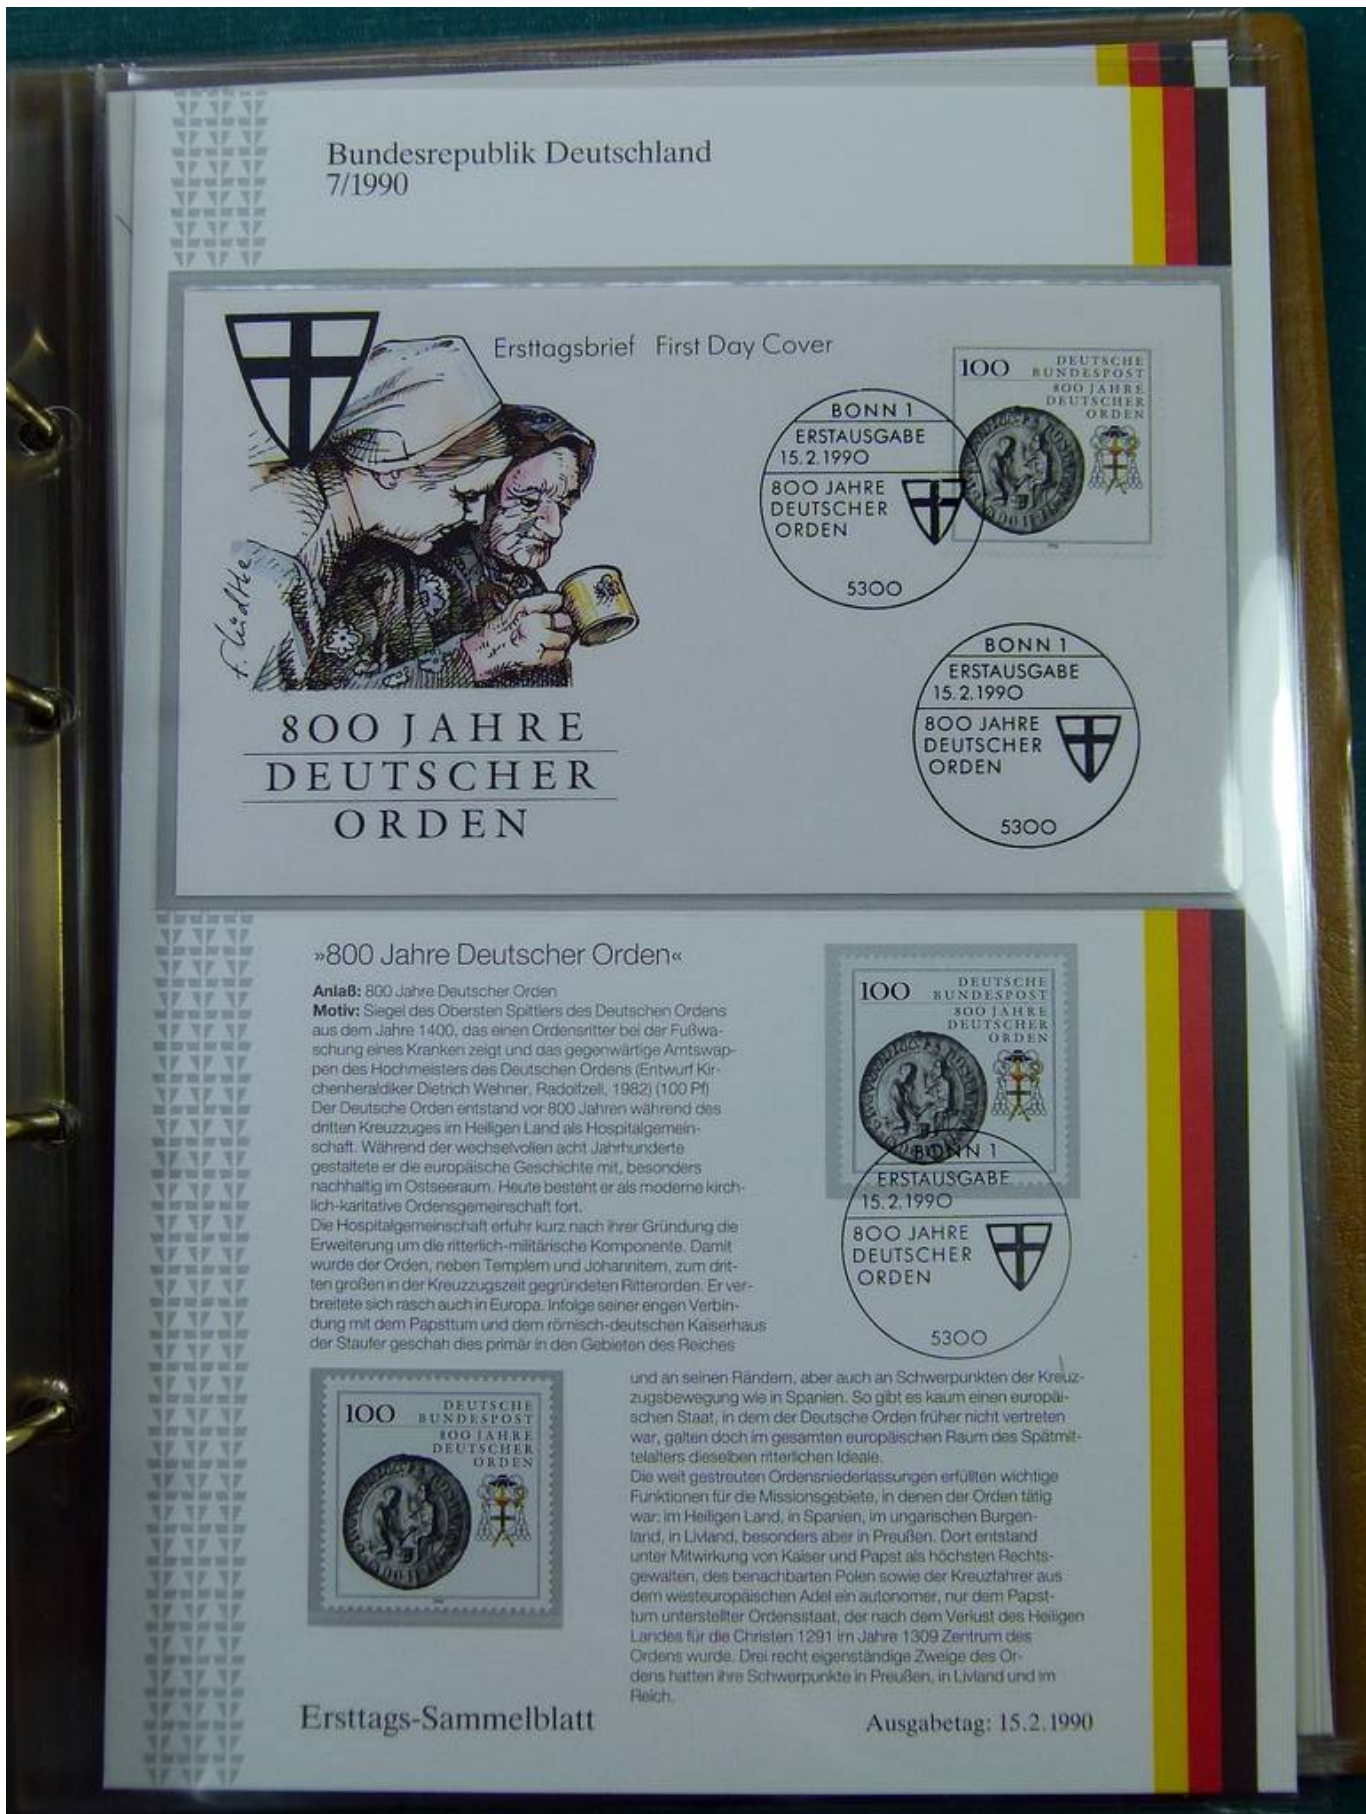 Bundesrepublik Deutschland
7/1990
Ersttagsbrief First Day Cover
100 DEUTSCHE
BUNDESPOST
800 JAHRE
DEUTSCHER
ORDEN
BONN 1
ERSTAUSGABE
15.2.1990
800 JAHRE
DEUTSCHER
ORDEN
5300
BONN 1
ERSTAUSGABE
15.2.1990
800 JAHRE
DEUTSCHER
ORDEN
5300
800 JAHRE
DEUTSCHER
ORDEN
»800 Jahre Deutscher Orden«
Anlaß: 800 Jahre Deutscher Orden
Motiv: Siegel des Obersten Spittlers des Deutschen Ordens
aus dem Jahre 1400, das einen Ordensritter bei der Fußwa-
schung eines Kranken zeigt und das gegenwärtige Amtswap-
pen des Hochmeisters des Deutschen Ordens (Entwurf Kir-
chenheraldiker Dietrich Wehner, Radolfzell, 1982) (100 Pf)
Der Deutsche Orden entstand vor 800 Jahren während des
dritten Kreuzzuges im Heiligen Land als Hospitalgemein-
schaft. Während der wechselvollen acht Jahrhunderte
gestaltete er die europäische Geschichte mit, besonders
nachhaltig im Ostseeraum. Heute besteht er als moderne kirch-
lich-karitative Ordensgemeinschaft fort.
Die Hospitalgemeinschaft erfuhr kurz nach ihrer Gründung die
Erweiterung um die ritterlich-militärische Komponente. Damit
wurde der Orden, neben Templern und Johannitern, zum drit-
ten großen in der Kreuzzugszeit gegründeten Ritterorden. Er ver-
breitete sich rasch auch in Europa. Infolge seiner engen Verbin-
dung mit dem Papsttum und dem römisch-deutschen Kaiserhaus
der Staufer geschah dies primär in den Gebieten des Reiches
100 DEUTSCHE
BUNDESPOST
800 JAHRE
DEUTSCHER
ORDEN
BONN 1
ERSTAUSGABE
15.2.1990
800 JAHRE
DEUTSCHER
ORDEN
5300
100 DEUTSCHE
BUNDESPOST
800 JAHRE
DEUTSCHER
ORDEN
und an seinen Rändern, aber auch an Schwerpunkten der Kreuz-
zugsbewegung wie in Spanien. So gibt es kaum einen europäi-
schen Staat, in dem der Deutsche Orden früher nicht vertreten
war, galten doch im gesamten europäischen Raum des Spätmit-
telalters dieselben ritterlichen Ideale.
Die weit gestreuten Ordensniederlassungen erfüllten wichtige
Funktionen für die Missionsgebiete, in denen der Orden tätig
war: im Heiligen Land, in Spanien, im ungarischen Burgen-
land, in Livland, besonders aber in Preußen. Dort entstand
unter Mitwirkung von Kaiser und Papst als höchsten Rechts-
gewalten, des benachbarten Polen sowie der Kreuzfahrer aus
dem westeuropäischen Adel ein autonomer, nur dem Papst-
tum unterstellter Ordensstaat, der nach dem Verlust des Heiligen
Landes für die Christen 1291 im Jahre 1309 Zentrum des
Ordens wurde. Drei recht eigenständige Zweige des Or-
dens hatten ihre Schwerpunkte in Preußen, in Livland und im
Reich.
Ersttags-Sammelblatt
Ausgabetag: 15.2.1990